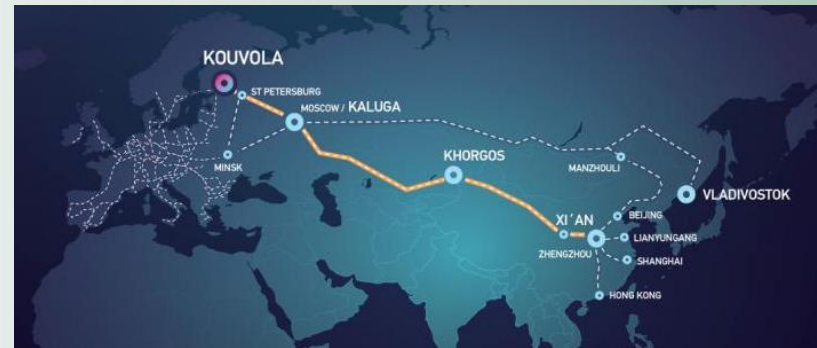 KOUVOLA
ST PETERSBURG
MOSCOW / KALUGA
MINSK
KHORGOS
MANZHOULI
VLADIVOSTOK
XI´AN
BEIJING
ZHENGZHOU
LIANYUNGANG
SHANGHAI
HONG KONG